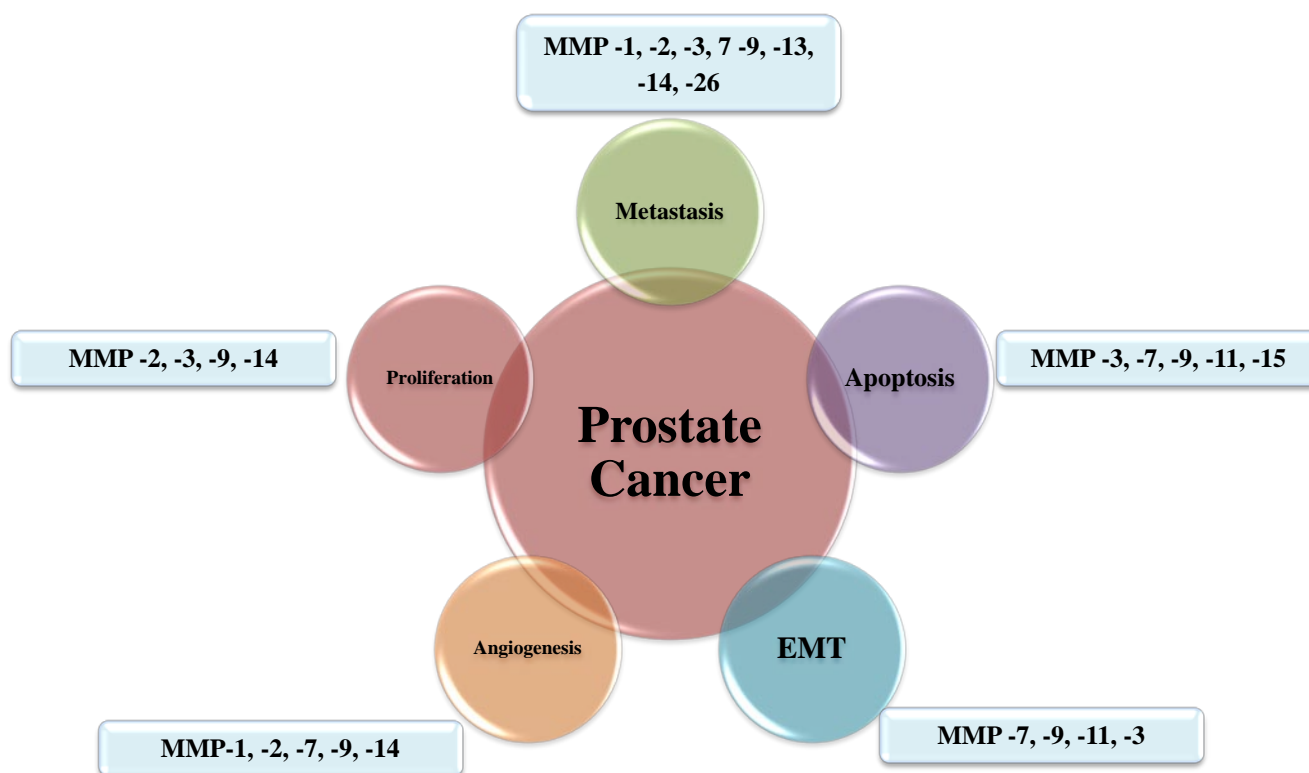 MMP -1, -2, -3, 7 -9, -13,
-14, -26
Metastasis
MMP -2, -3, -9, -14
Proliferation
Apoptosis
MMP -3, -7, -9, -11, -15
Prostate
Cancer
Angiogenesis
EMT
MMP-1, -2, -7, -9, -14
MMP -7, -9, -11, -3